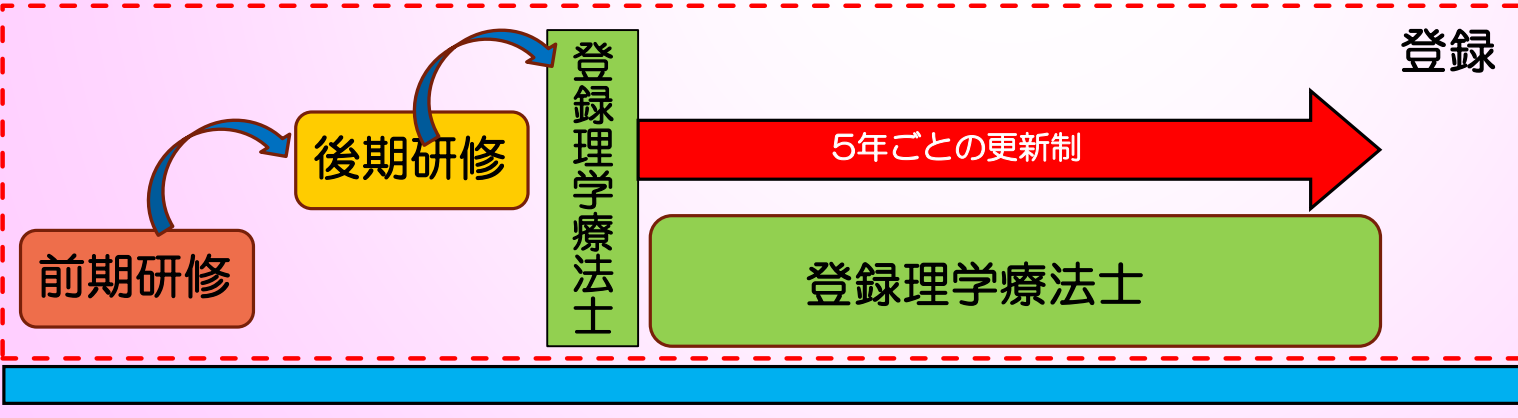 登録
登録理学療法士
5年ごとの更新制
後期研修
前期研修
登録理学療法士